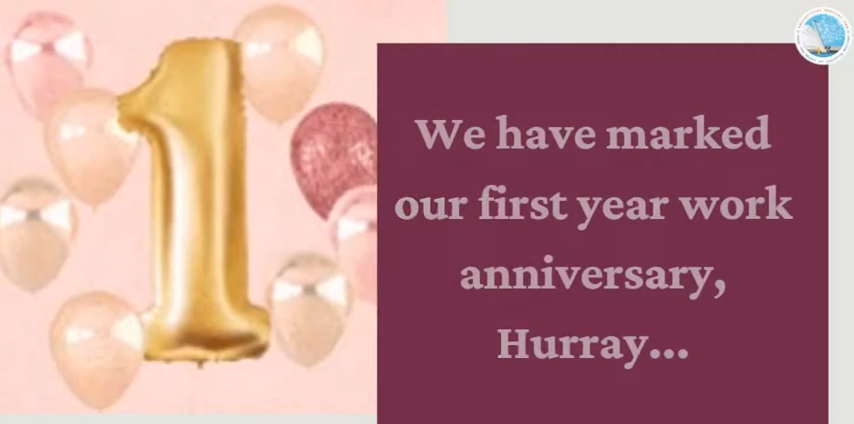 We have marked
our first year work
anniversary,
Hurray...